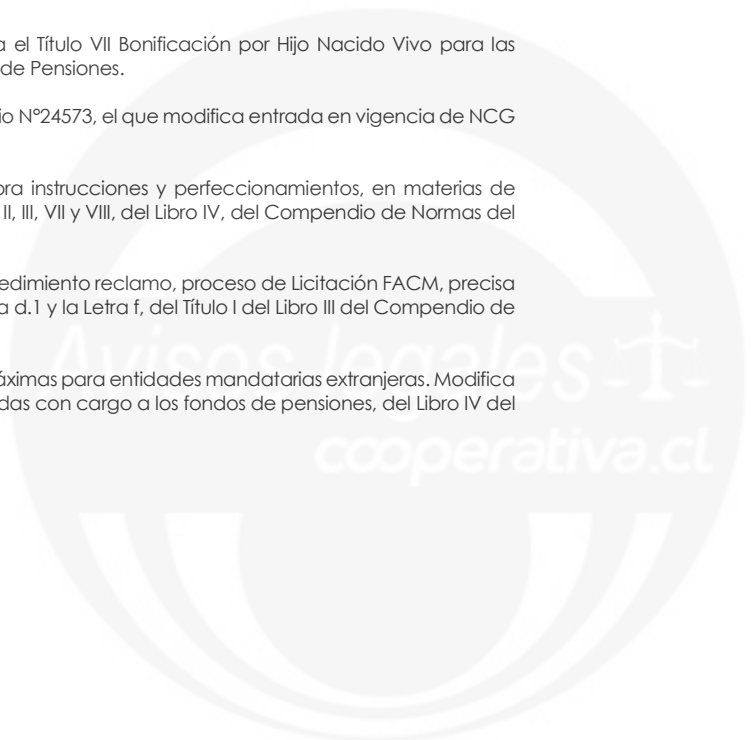 a el Título VII Bonificación por Hijo Nacido Vivo para las
de Pensiones.
io N°24573, el que modifica entrada en vigencia de NCG
ora instrucciones y perfeccionamientos, en materias de
II, III, VII y VIII, del Libro IV, del Compendio de Normas del
edimiento reclamo, proceso de Licitación FACM, precisa
a d.1 y la Letra f, del Título I del Libro III del Compendio de
áximas para entidades mandatarias extranjeras. Modifica
das con cargo a los fondos de pensiones, del Libro IV del
Avisos legales
cooperativa.cl